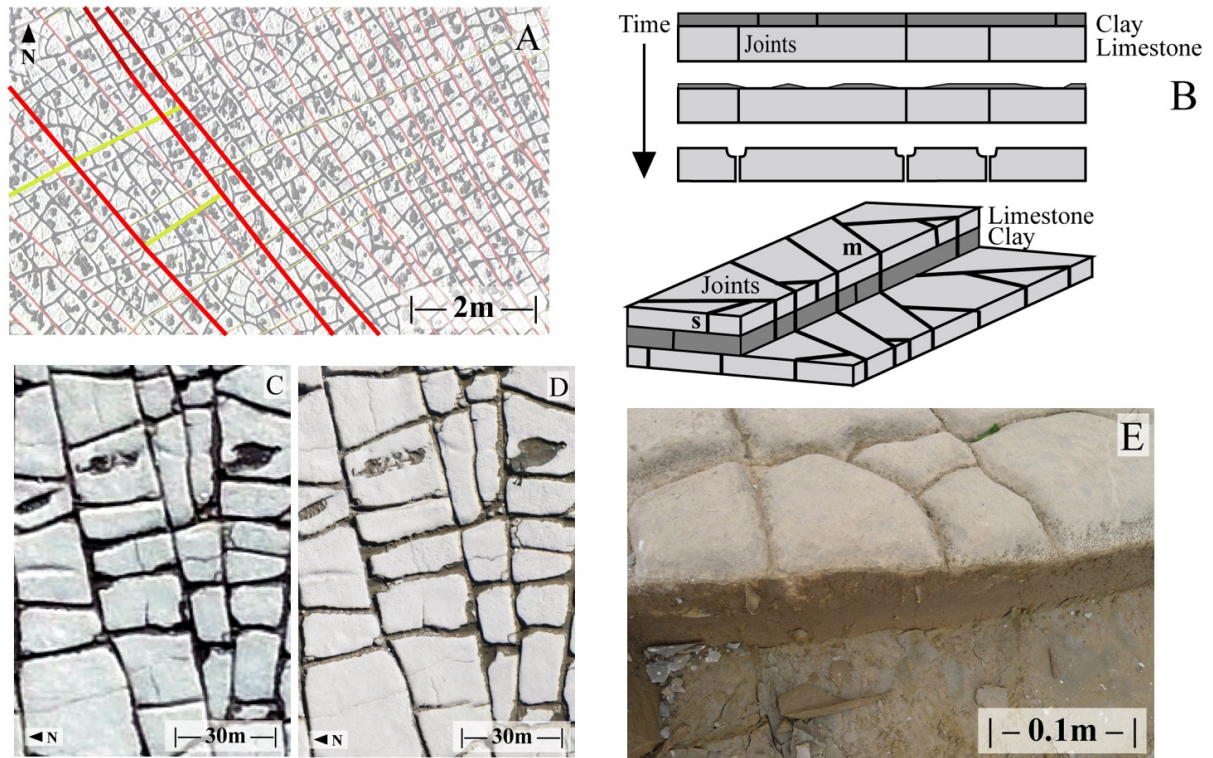 A
N
|— 2m —|
Time
Clay
Joints
Limestone
B
Limestone
Clay
m
Joints
s
C
N
|— 30m —|
D
N
|— 30m —|
E
| – 0.1m – |